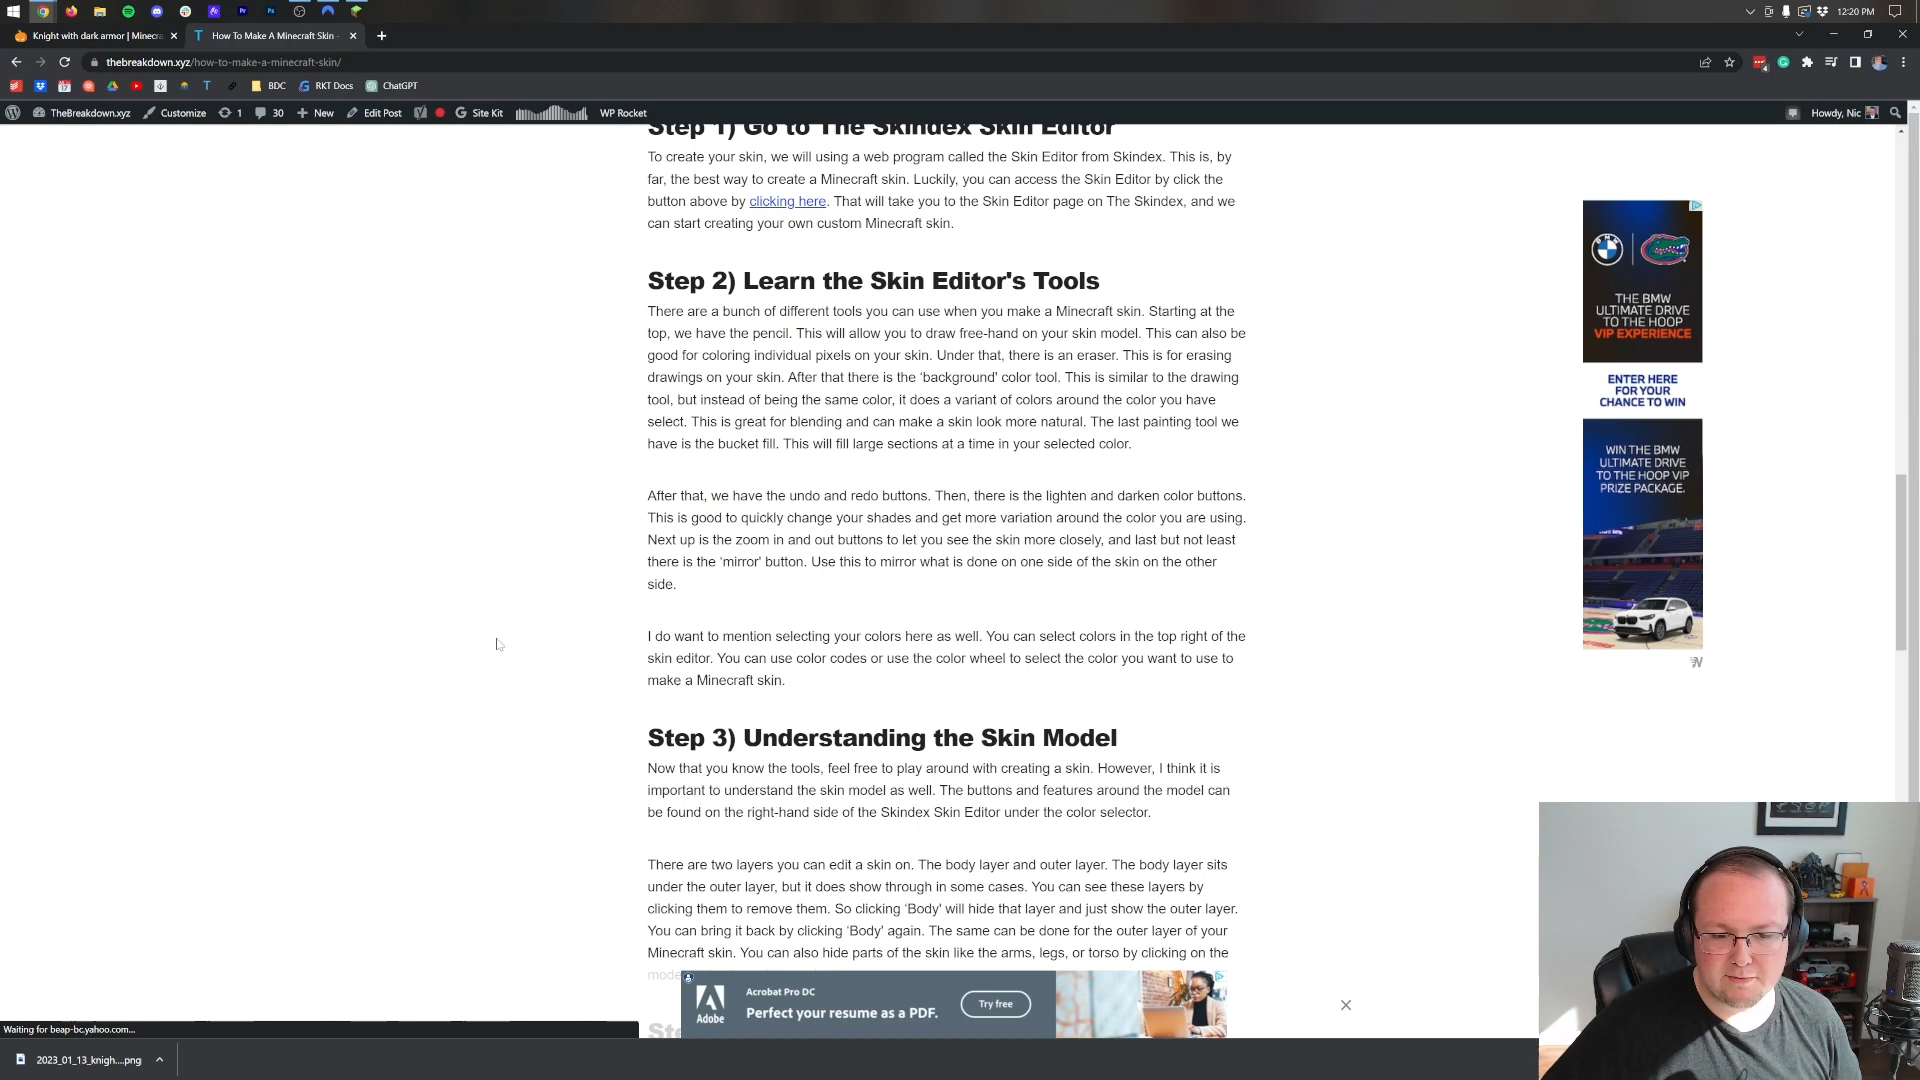 12:20 PM
Knight with dark armor | Minecra
How To Make A Minecraft Skin -
thebreakdown.xyz/how-to-make-a-minecraft-skin/
BDC
RKT Docs
ChatGPT
TheBreakdown.xyz
Customize
1
30
New
Edit Post
Site Kit
WP Rocket
Howdy, Nic
Step 1) Go to The Skindex Skin Editor
To create your skin, we will using a web program called the Skin Editor from Skindex. This is, by
far, the best way to create a Minecraft skin. Luckily, you can access the Skin Editor by click the
button above by clicking here. That will take you to the Skin Editor page on The Skindex, and we
can start creating your own custom Minecraft skin.
Step 2) Learn the Skin Editor's Tools
There are a bunch of different tools you can use when you make a Minecraft skin. Starting at the
top, we have the pencil. This will allow you to draw free-hand on your skin model. This can also be
good for coloring individual pixels on your skin. Under that, there is an eraser. This is for erasing
drawings on your skin. After that there is the ‘background’ color tool. This is similar to the drawing
tool, but instead of being the same color, it does a variant of colors around the color you have
select. This is great for blending and can make a skin look more natural. The last painting tool we
have is the bucket fill. This will fill large sections at a time in your selected color.
After that, we have the undo and redo buttons. Then, there is the lighten and darken color buttons.
This is good to quickly change your shades and get more variation around the color you are using.
Next up is the zoom in and out buttons to let you see the skin more closely, and last but not least
there is the ‘mirror’ button. Use this to mirror what is done on one side of the skin on the other
side.
I do want to mention selecting your colors here as well. You can select colors in the top right of the
skin editor. You can use color codes or use the color wheel to select the color you want to use to
make a Minecraft skin.
Step 3) Understanding the Skin Model
Now that you know the tools, feel free to play around with creating a skin. However, I think it is
important to understand the skin model as well. The buttons and features around the model can
be found on the right-hand side of the Skindex Skin Editor under the color selector.
There are two layers you can edit a skin on. The body layer and outer layer. The body layer sits
under the outer layer, but it does show through in some cases. You can see these layers by
clicking them to remove them. So clicking ‘Body’ will hide that layer and just show the outer layer.
You can bring it back by clicking ‘Body’ again. The same can be done for the outer layer of your
Minecraft skin. You can also hide parts of the skin like the arms, legs, or torso by clicking on the
THE BMW
ULTIMATE DRIVE
TO THE HOOP
VIP EXPERIENCE
ENTER HERE
FOR YOUR
CHANCE TO WIN
WIN THE BMW
ULTIMATE DRIVE
TO THE HOOP VIP
PRIZE PACKAGE.
Adobe
Acrobat Pro DC
Perfect your resume as a PDF.
Try free
Waiting for beap-bc.yahoo.com...
2023_01_13_knigh....png